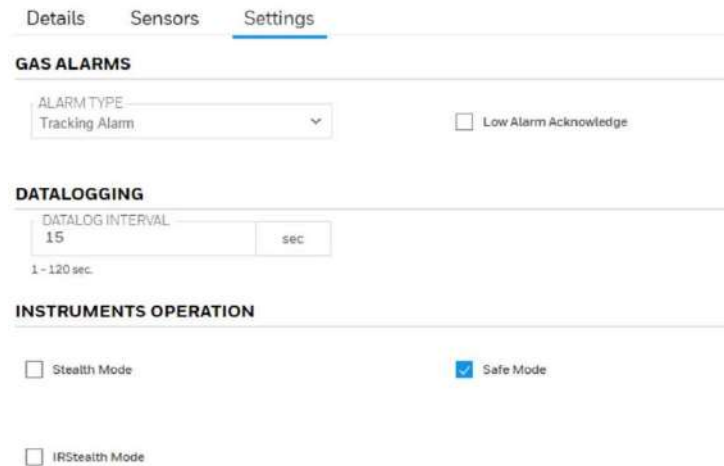 Details Sensors Settings
GAS ALARMS
ALARM TYPE
Tracking Alarm
Low Alarm Acknowledge
DATALOGGING
DATALOG INTERVAL
15 sec
1 - 120 sec.
INSTRUMENTS OPERATION
Stealth Mode
Safe Mode
IRStealth Mode